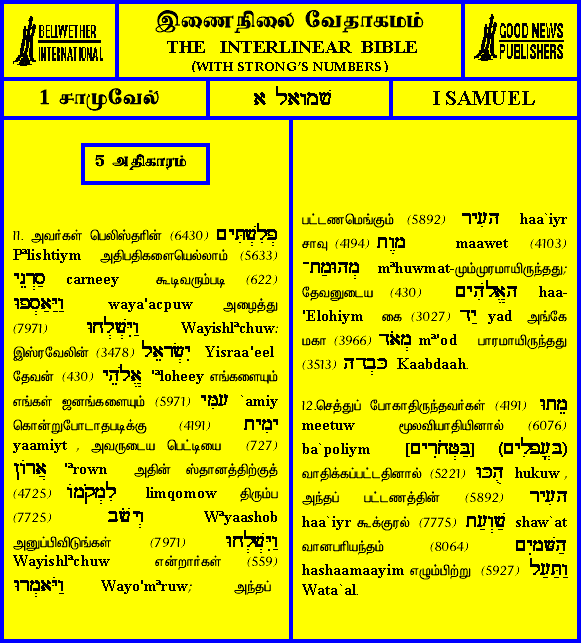 BELLWETHER
INTERNATIONAL
இணைநிலை வேதாகமம்
THE INTERLINEAR BIBLE
(WITH STRONG'S NUMBERS)
GOOD NEWS
PUBLISHERS
1 சாமுவேல்
שמואל א
I SAMUEL
5 அதிகாரம்
11. அவர்கள் பெலிஸ்தரின் (6430) פְּלִשְׁתִּים
Pᵊlishtiym அதிபதிகளையெல்லாம் (5633)
סַרְנֵי carneey கூடிவரும்படி (622)
וַיַּאַסְפוּ waya'acpuw அழைத்து
(7971) וַיִּשְׁלְחוּ Wayishlᵊchuw:
இஸ்ரவேலின் (3478) יִשְׂרָאֵל Yisraa'eel
தேவன் (430) אֱלֹהֵי 'ᵉloheey எங்களையும்
எங்கள் ஜனங்களையும் (5971) עַמִּי `amiy
கொன்றுபோடாதபடிக்கு (4191) יָמִית
yaamiyt , அவருடைய பெட்டியை (727)
אֲרוֹן 'ᵃrown அதின் ஸ்தானத்திற்குத்
(4725) לִמְקֹמוֹ limqomow திரும்ப
(7725) וְיָשֹׁב Wᵊyaashob
அனுப்பிவிடுங்கள் (7971) וַיִּשְׁלְחוּ
Wayishlᵊchuw என்றார்கள் (559)
וַיֹּאמְרוּ Wayo'mᵊruw; அந்தப்
பட்டணமெங்கும் (5892) הָעִיר haa`iyr
சாவு (4194) מָוֶת maawet (4103)
מְהוּמַת־ mᵊhuwmat-மும்முரமாயிருந்தது;
தேவனுடைய (430) הָאֱלֹהִים haa-
'Elohiym கை (3027) יַד yad அங்கே
மகா (3966) מְאֹד mᵊ'od பாரமாயிருந்தது
(3513) כָּבְדָה Kaabdaah.
12.செத்துப் போகாதிருந்தவர்கள் (4191) מֵתוּ
meetuw மூலவியாதியினால் (6076)
ba`poliym [בַּטְּחֹרִים] (בָּעֳפָלִים)
வாதிக்கப்பட்டதினால் (5221) הֻכּוּ hukuw ,
அந்தப் பட்டணத்தின் (5892) הָעִיר
haa`iyr கூக்குரல் (7775) שַׁוְעַת shaw`at
வானபரியந்தம் (8064) הַשָּׁמָיִם
hashaamaayim எழும்பிற்று (5927) וַתַּעַל
Wata`al.